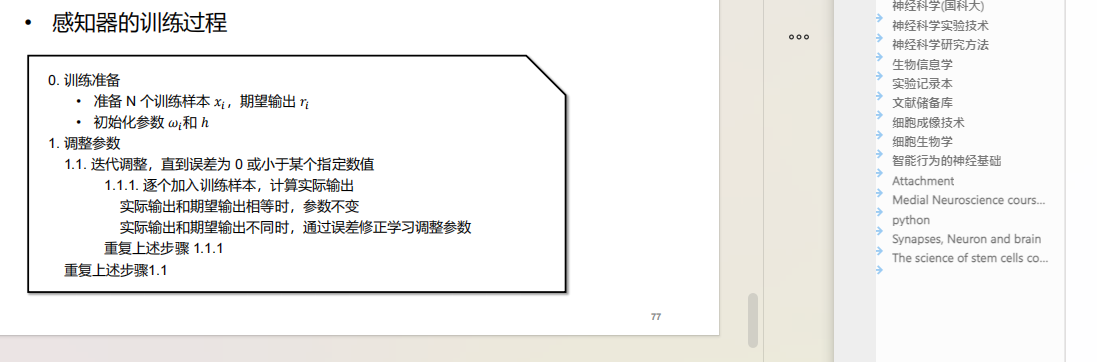 • 感知器的训练过程
0. 训练准备
• 准备 N 个训练样本 xᵢ，期望输出 rᵢ
• 初始化参数 ωᵢ和 h
1. 调整参数
1.1. 迭代调整，直到误差为 0 或小于某个指定数值
1.1.1. 逐个加入训练样本，计算实际输出
实际输出和期望输出相等时，参数不变
实际输出和期望输出不同时，通过误差修正学习调整参数
重复上述步骤 1.1.1
重复上述步骤1.1
77
神经科学(国科大)
神经科学实验技术
神经科学研究方法
生物信息学
实验记录本
文献储备库
细胞成像技术
细胞生物学
智能行为的神经基础
Attachment
Medial Neuroscience cours...
python
Synapses, Neuron and brain
The science of stem cells co...